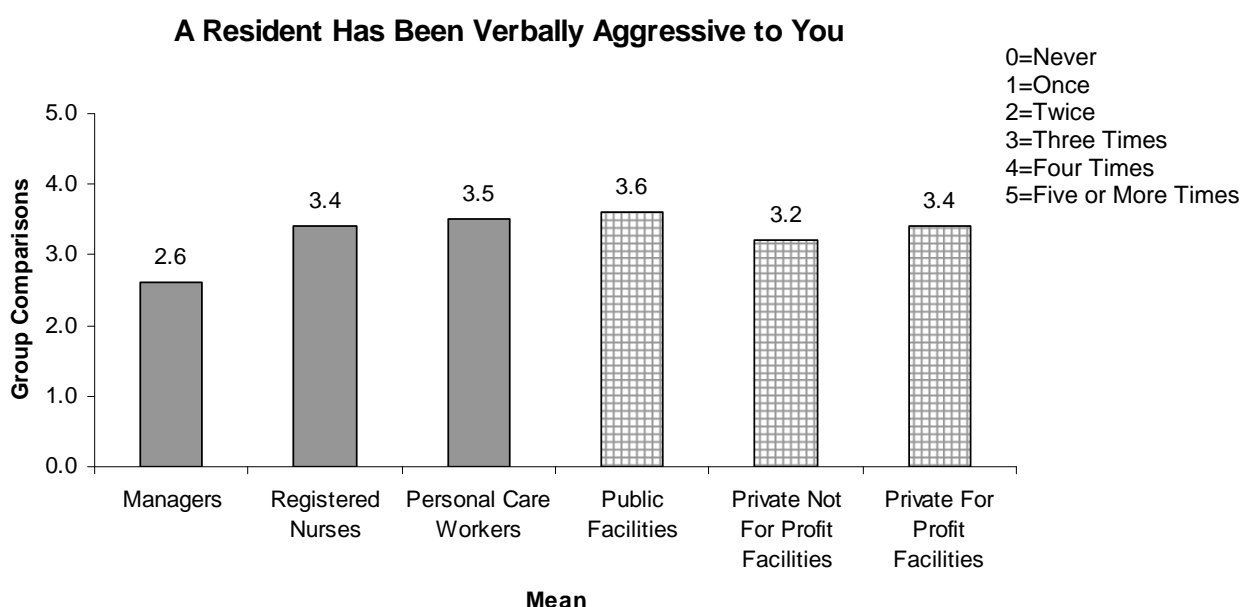 A Resident Has Been Verbally Aggressive to You
0=Never
1=Once
2=Twice
3=Three Times
4=Four Times
5=Five or More Times
Group Comparisons
5.0
4.0
3.0
2.0
1.0
0.0
2.6
3.4
3.5
3.6
3.2
3.4
Managers
Registered
Nurses
Personal Care
Workers
Public
Facilities
Private Not
For Profit
Facilities
Private For
Profit
Facilities
Mean